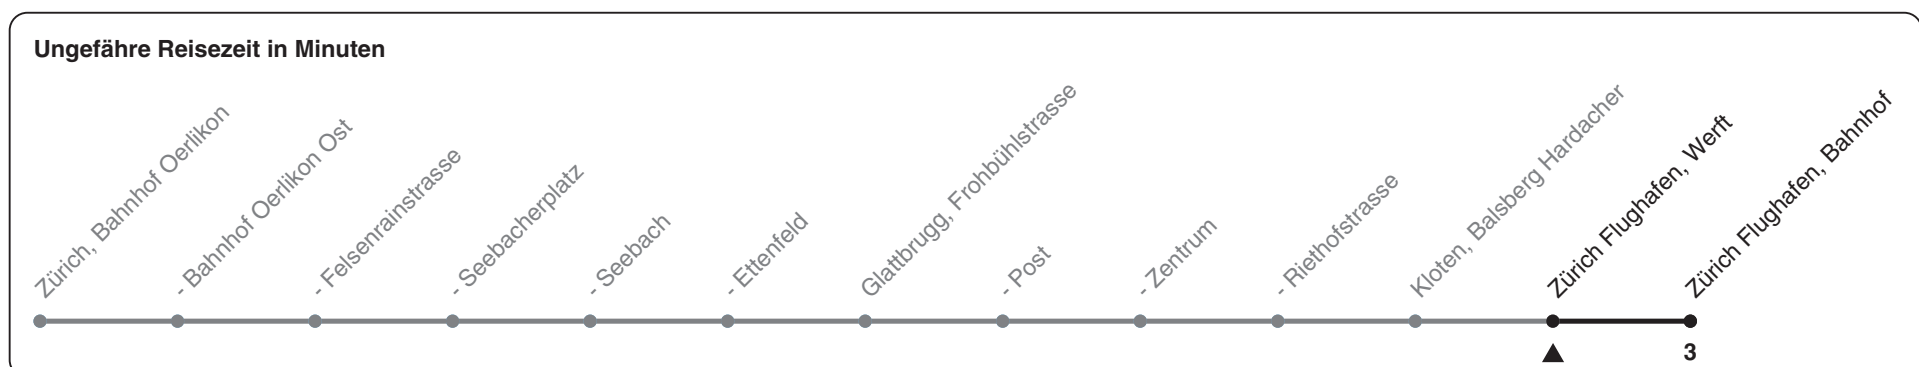 Ungefähre Reisezeit in Minuten
Zürich, Bahnhof Oerlikon
- Bahnhof Oerlikon Ost
- Felsenrainstrasse
- Seebacherplatz
- Seebach
- Ettenfeld
Glattbrugg, Frohbühlstrasse
- Post
- Zentrum
- Riethofstrasse
Kloten, Balsberg Hardacher
Zürich Flughafen, Werft
Zürich Flughafen, Bahnhof
3